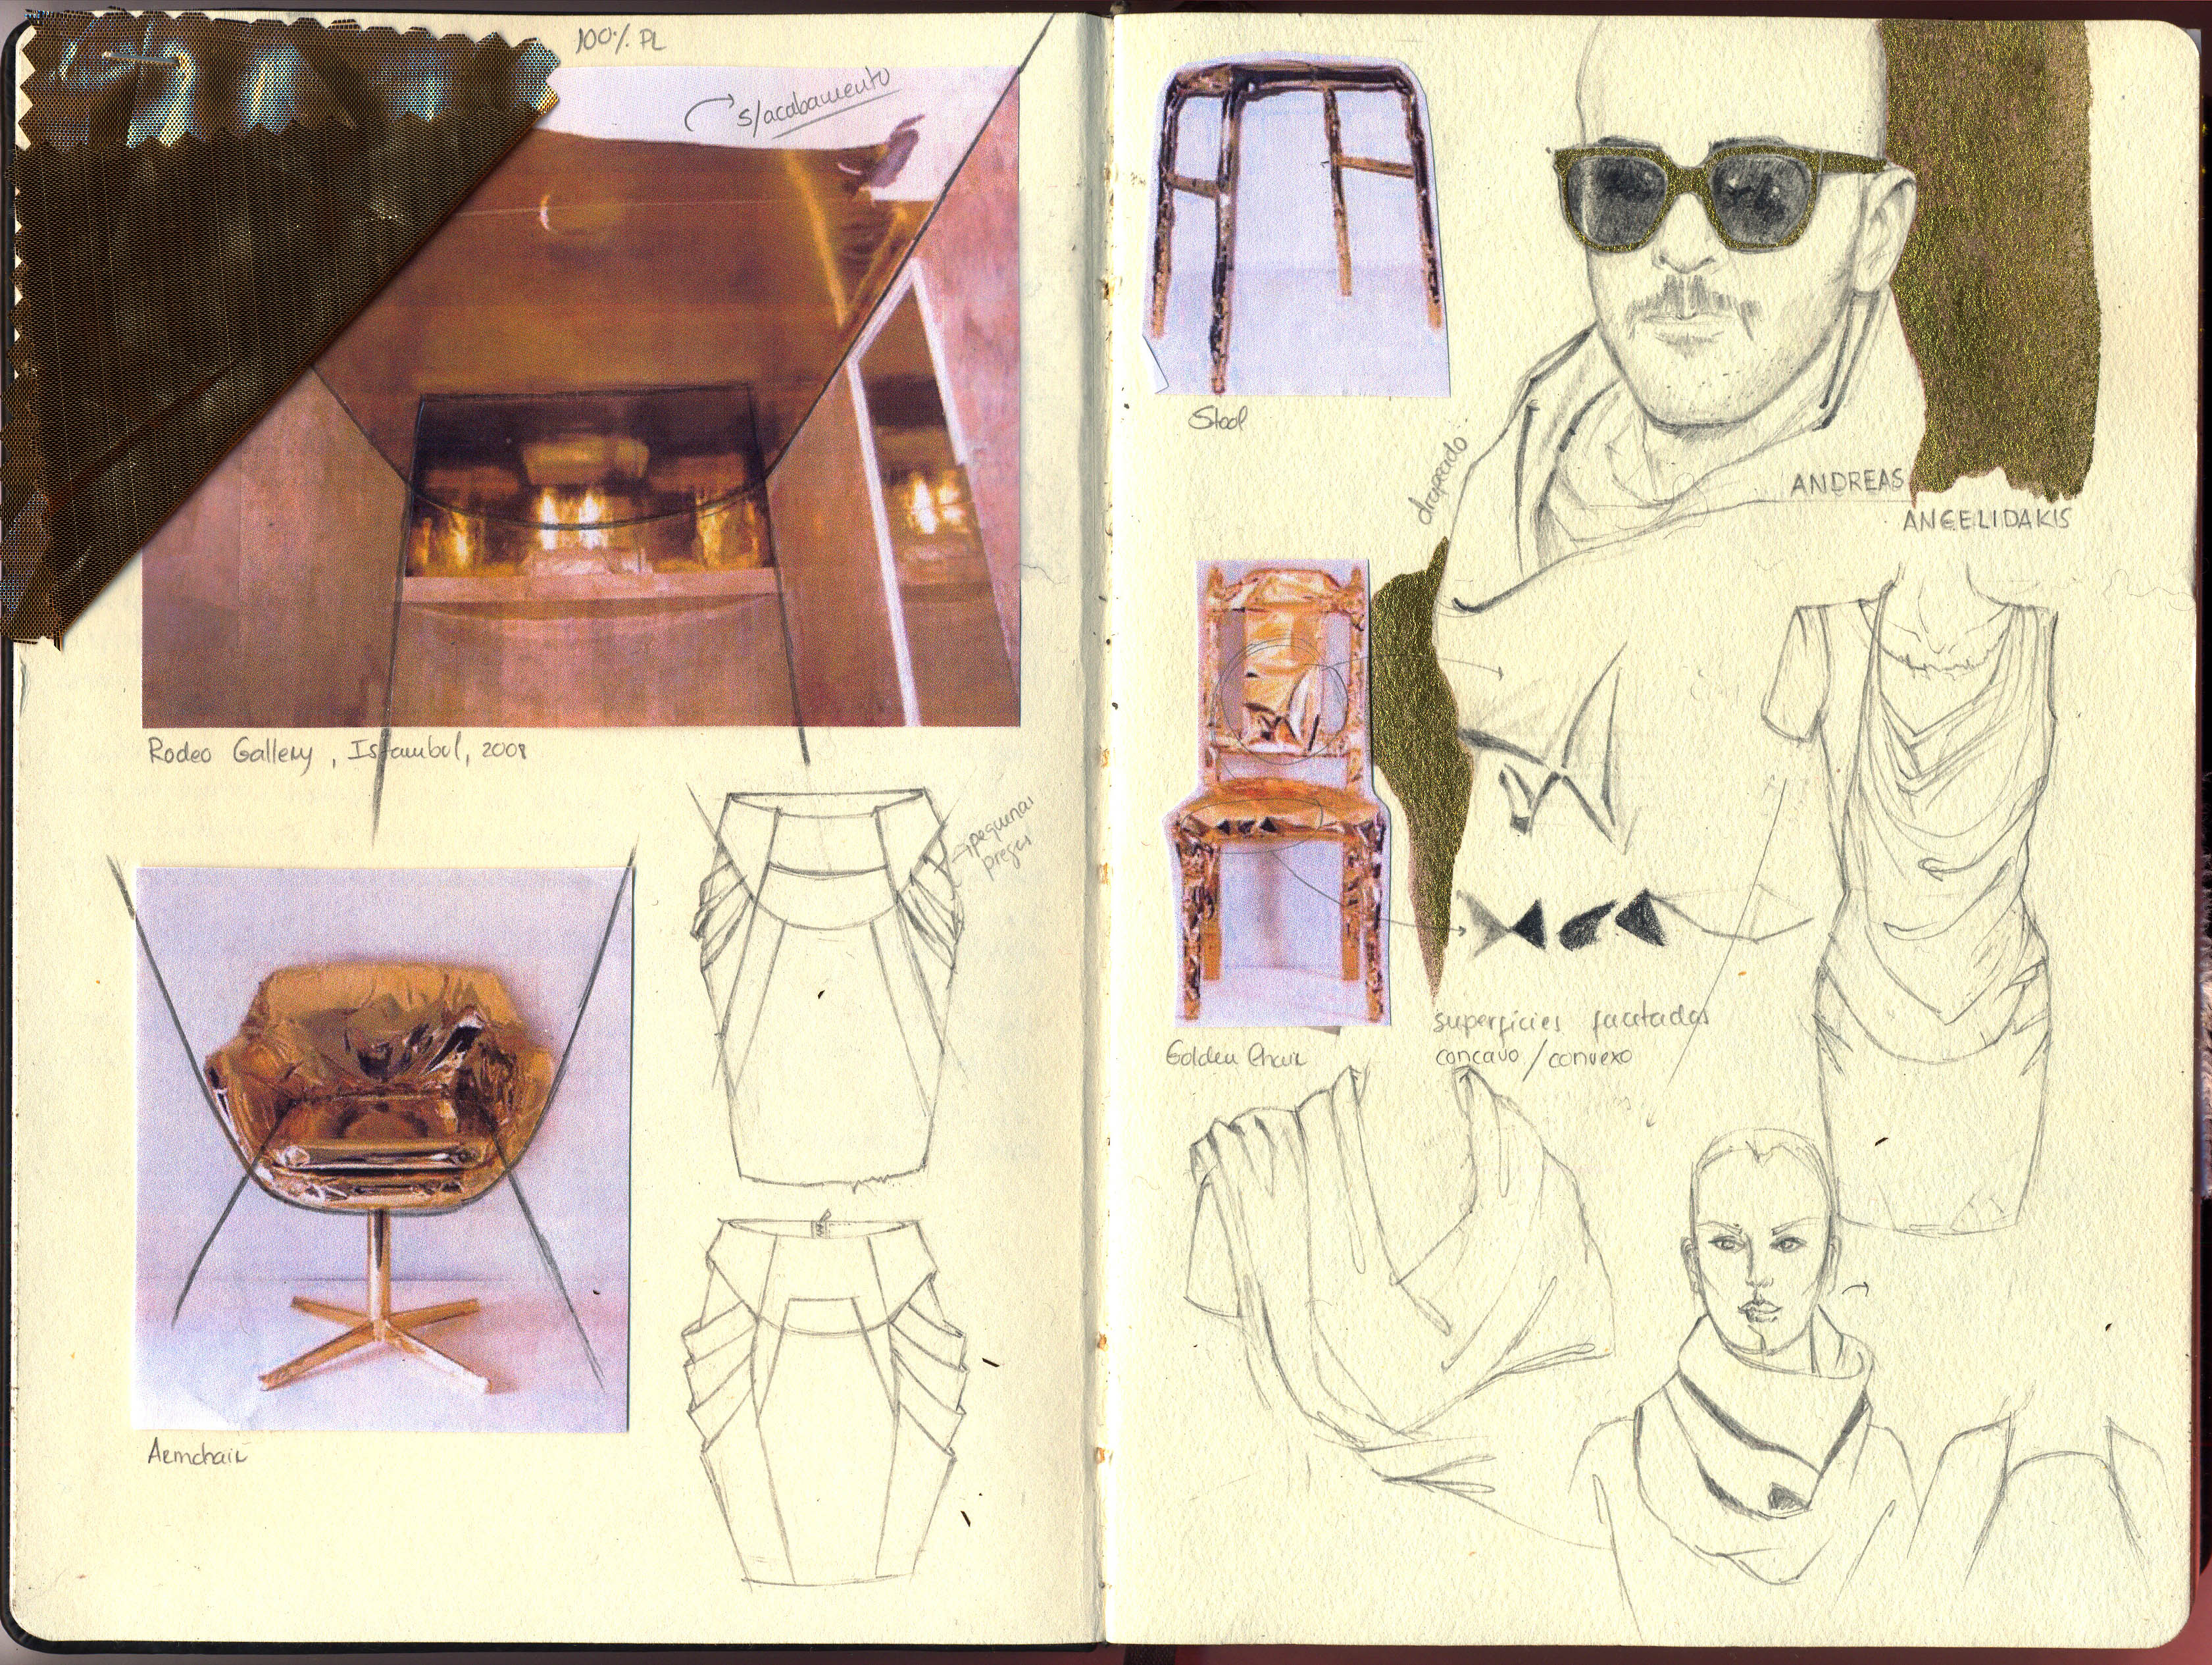 100% PL
s/acabamento
Rodeo Gallery, Istambul, 2008
pequenas
pregas
Armchair
Stool
drapeado
ANDREAS
ANGELIDAKIS
superfícies facetadas
concavo/convexo
Golden Chair